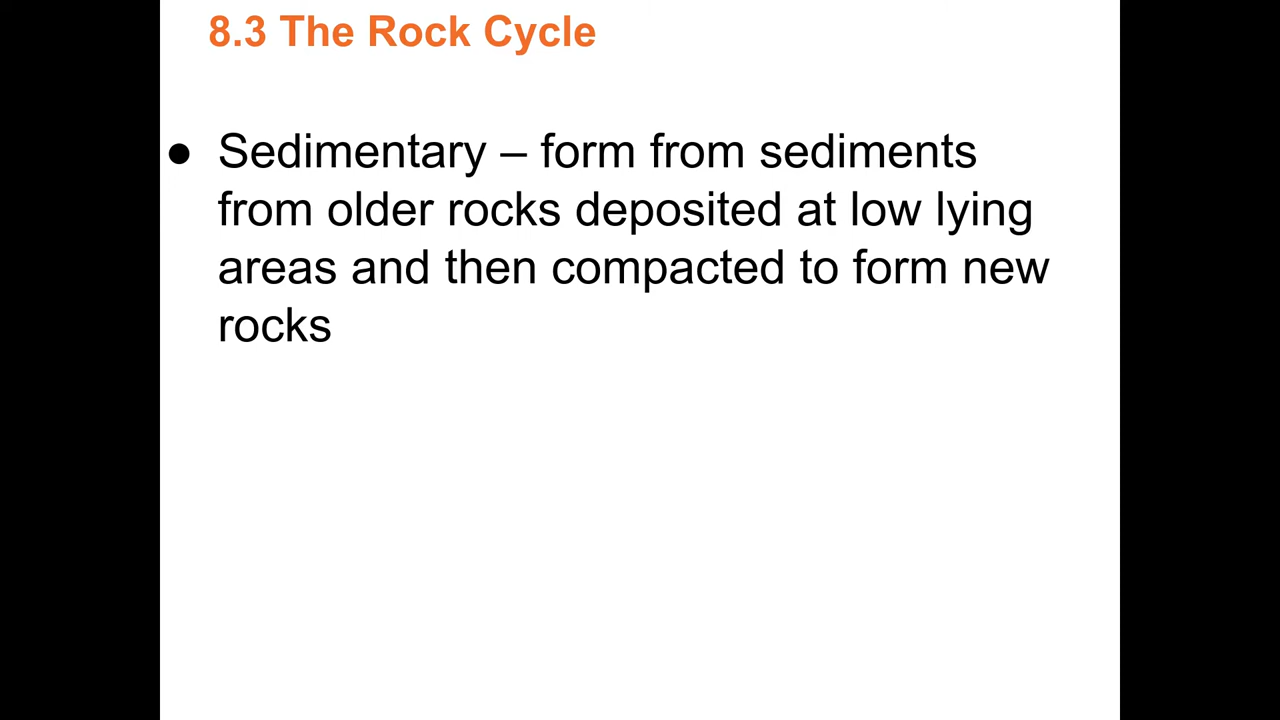 8.3 The Rock Cycle
● Sedimentary – form from sediments
from older rocks deposited at low lying
areas and then compacted to form new
rocks